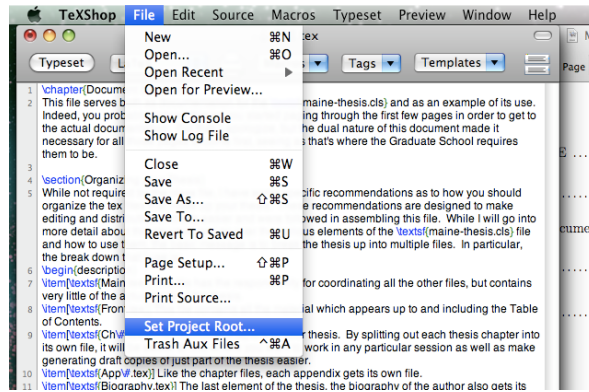 TeXShop File Edit Source Macros Typeset Preview Window Help
tex
Typeset L s Tags Templates
Page
New ⌘N
Open... ⌘O
Open Recent
Open for Preview...
Show Console
Show Log File
Close ⌘W
Save ⌘S
Save As... ⇧⌘S
Save To...
Revert To Saved ⌘U
Page Setup... ⇧⌘P
Print... ⌘P
Print Source...
Set Project Root...
Trash Aux Files ^⌘A
1 \chapter{Docume
2 This file serves b maine-thesis.cls} and as an example of its use.
Indeed, you prob ing through the first few pages in order to get to
the actual docum he dual nature of this document made it
necessary for all s that's where the Graduate School requires
them to be.
3
4 \section{Organiz
5 While not require cific recommendations as to how you should
organize the tex e recommendations are designed to make
editing and distri owed in assembling this file. While I will go into
more detail abou us elements of the \textsf{maine-thesis.cls} file
and how to use t the thesis up into multiple files. In particular,
the break down t
6 \begin{descriptio
7 \item[\textsf{Main for coordinating all the other files, but contains
very little of the a
8 \item[\textsf{Fron ial which appears up to and including the Table
of Contents.
9 \item[\textsf{Ch\# r thesis. By splitting out each thesis chapter into
its own file, it will work in any particular session as well as make
generating draft copies of just part of the thesis easier.
10 \item[\textsf{App\#.tex}] Like the chapter files, each appendix gets its own file.
11 \item[\textsf{Biography.tex}] The last element of the thesis, the biography of the author also gets its
E ...
cume